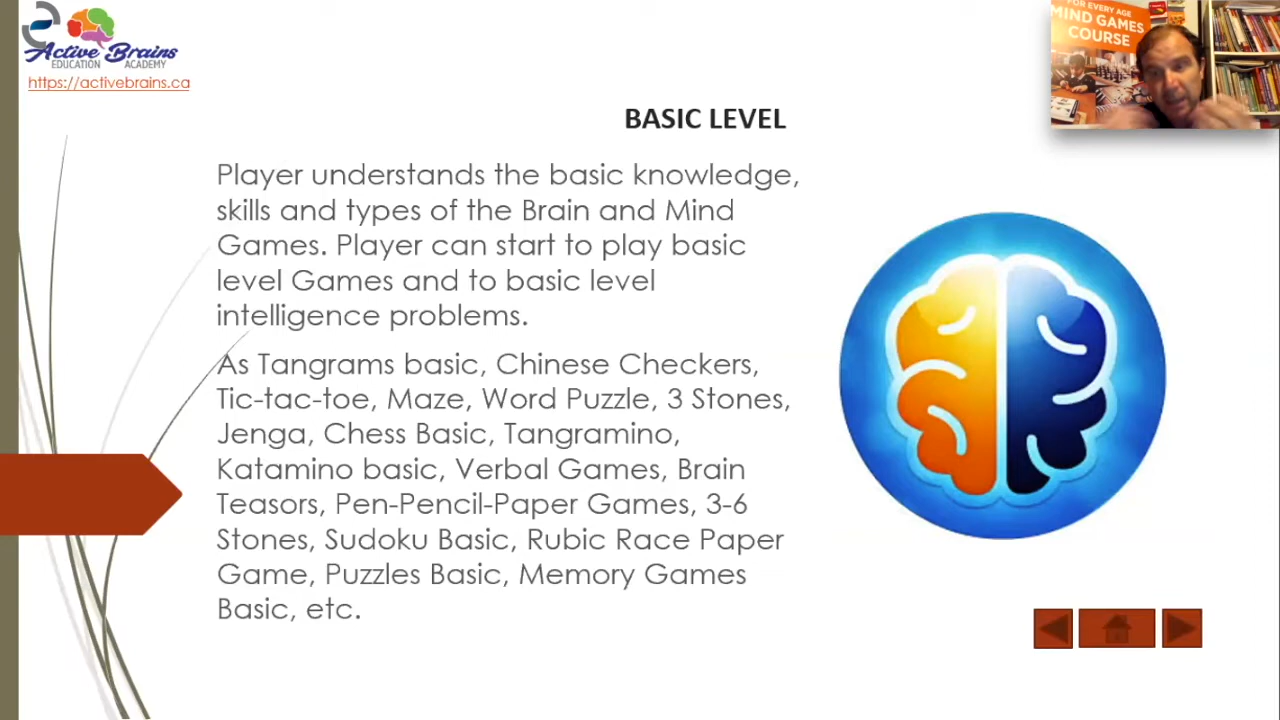 Active Brains
EDUCATION ACADEMY
https://activebrains.ca
FOR EVERY AGE
MIND GAMES
COURSE
BASIC LEVEL
Player understands the basic knowledge,
skills and types of the Brain and Mind
Games. Player can start to play basic
level Games and to basic level
intelligence problems.
As Tangrams basic, Chinese Checkers,
Tic-tac-toe, Maze, Word Puzzle, 3 Stones,
Jenga, Chess Basic, Tangramino,
Katamino basic, Verbal Games, Brain
Teasors, Pen-Pencil-Paper Games, 3-6
Stones, Sudoku Basic, Rubic Race Paper
Game, Puzzles Basic, Memory Games
Basic, etc.